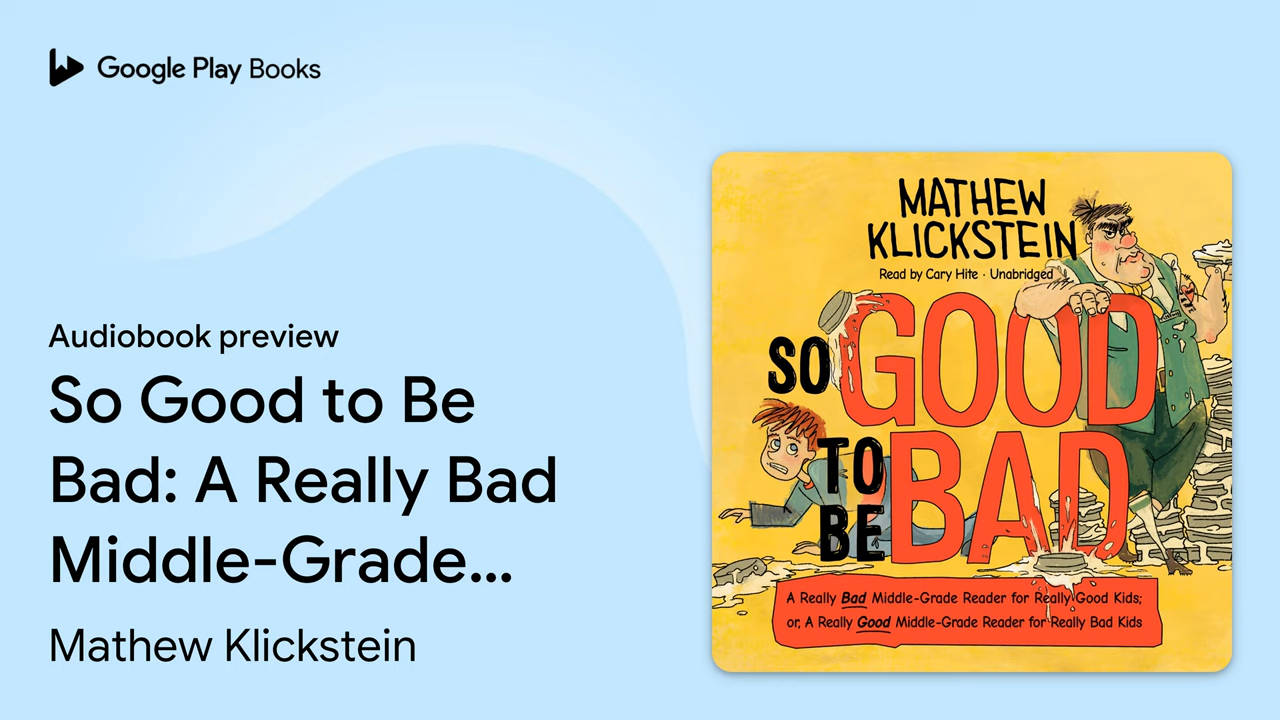 Google Play Books
Audiobook preview
So Good to Be
Bad: A Really Bad
Middle-Grade...
Mathew Klickstein
MATHEW
KLICKSTEIN
Read by Cary Hite · Unabridged
SO GOOD
TO BAD
BE
A Really Bad Middle-Grade Reader for Really Good Kids;
or, A Really Good Middle-Grade Reader for Really Bad Kids